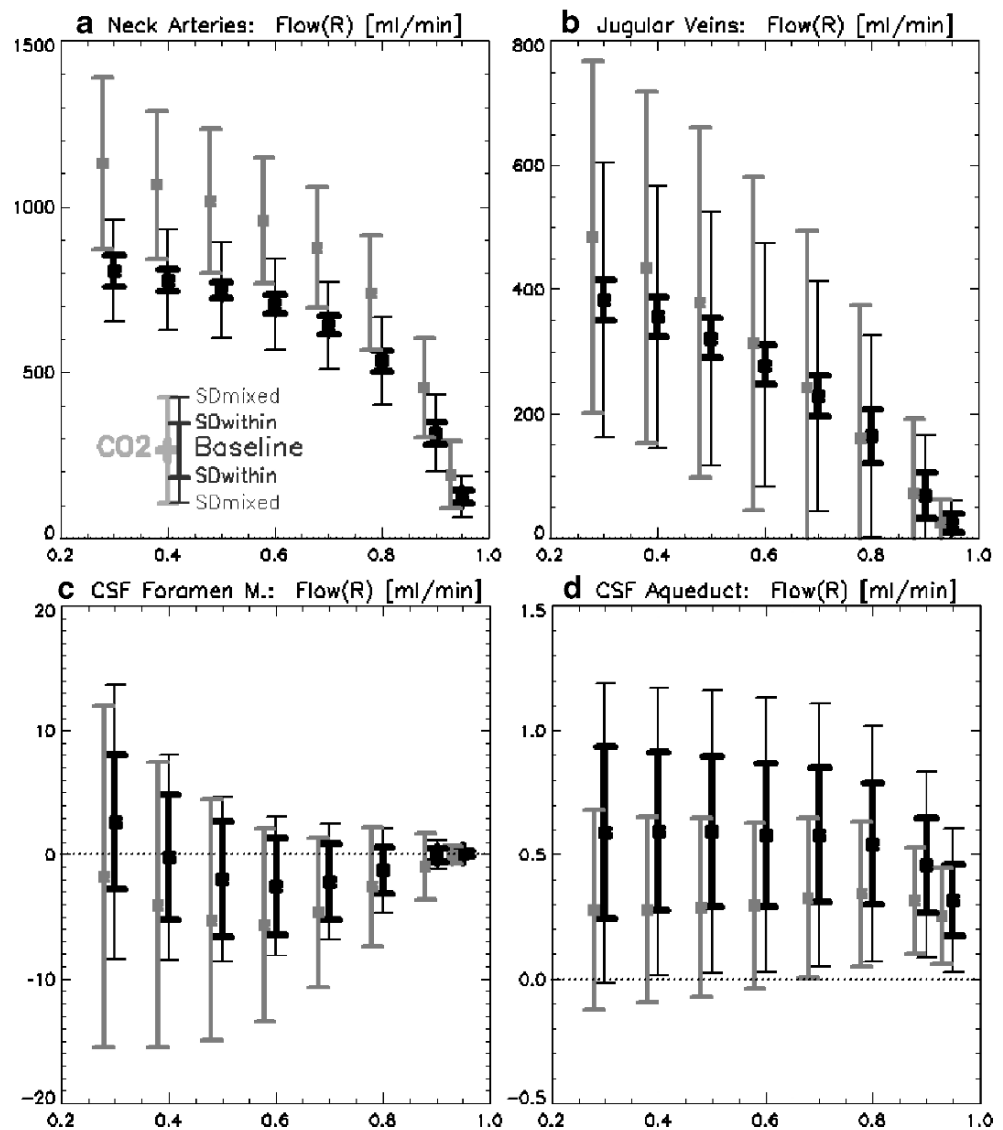 a Neck Arteries: Flow(R) [ml/min]
1500
1000
500
0
SDmixed
SDwithin
CO2 Baseline
SDwithin
SDmixed
0.2 0.4 0.6 0.8 1.0
b Jugular Veins: Flow(R) [ml/min]
800
600
400
200
0
0.2 0.4 0.6 0.8 1.0
c CSF Foramen M.: Flow(R) [ml/min]
20
10
0
-10
-20
0.2 0.4 0.6 0.8 1.0
d CSF Aqueduct: Flow(R) [ml/min]
1.5
1.0
0.5
0.0
-0.5
0.2 0.4 0.6 0.8 1.0